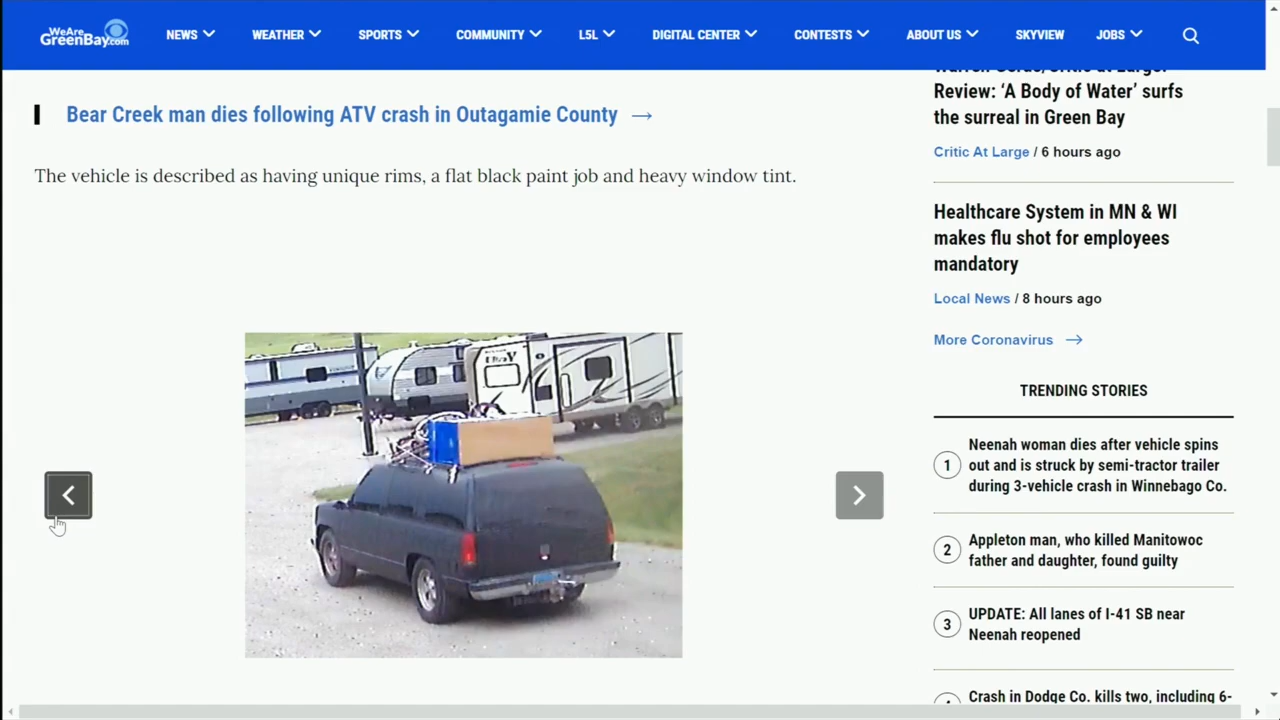 WeAre
GreenBay.com
NEWS
WEATHER
SPORTS
COMMUNITY
L5L
DIGITAL CENTER
CONTESTS
ABOUT US
SKYVIEW
JOBS
Bear Creek man dies following ATV crash in Outagamie County
The vehicle is described as having unique rims, a flat black paint job and heavy window tint.
Review: ‘A Body of Water’ surfs
the surreal in Green Bay
Critic At Large / 6 hours ago
Healthcare System in MN & WI
makes flu shot for employees
mandatory
Local News / 8 hours ago
More Coronavirus
TRENDING STORIES
1
Neenah woman dies after vehicle spins
out and is struck by semi-tractor trailer
during 3-vehicle crash in Winnebago Co.
2
Appleton man, who killed Manitowoc
father and daughter, found guilty
3
UPDATE: All lanes of I-41 SB near
Neenah reopened
Crash in Dodge Co. kills two, including 6-